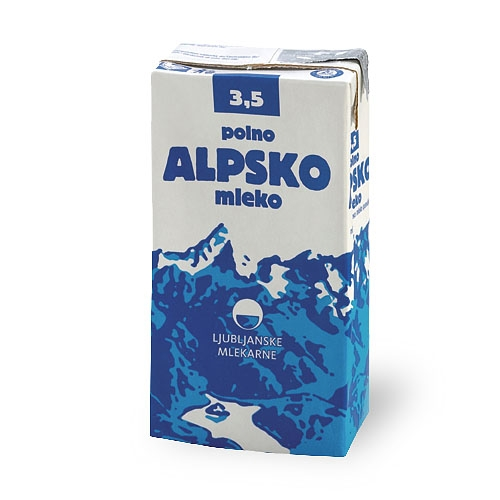 3,5
polno
ALPSKO
mleko
LJUBLJANSKE
MLEKARNE